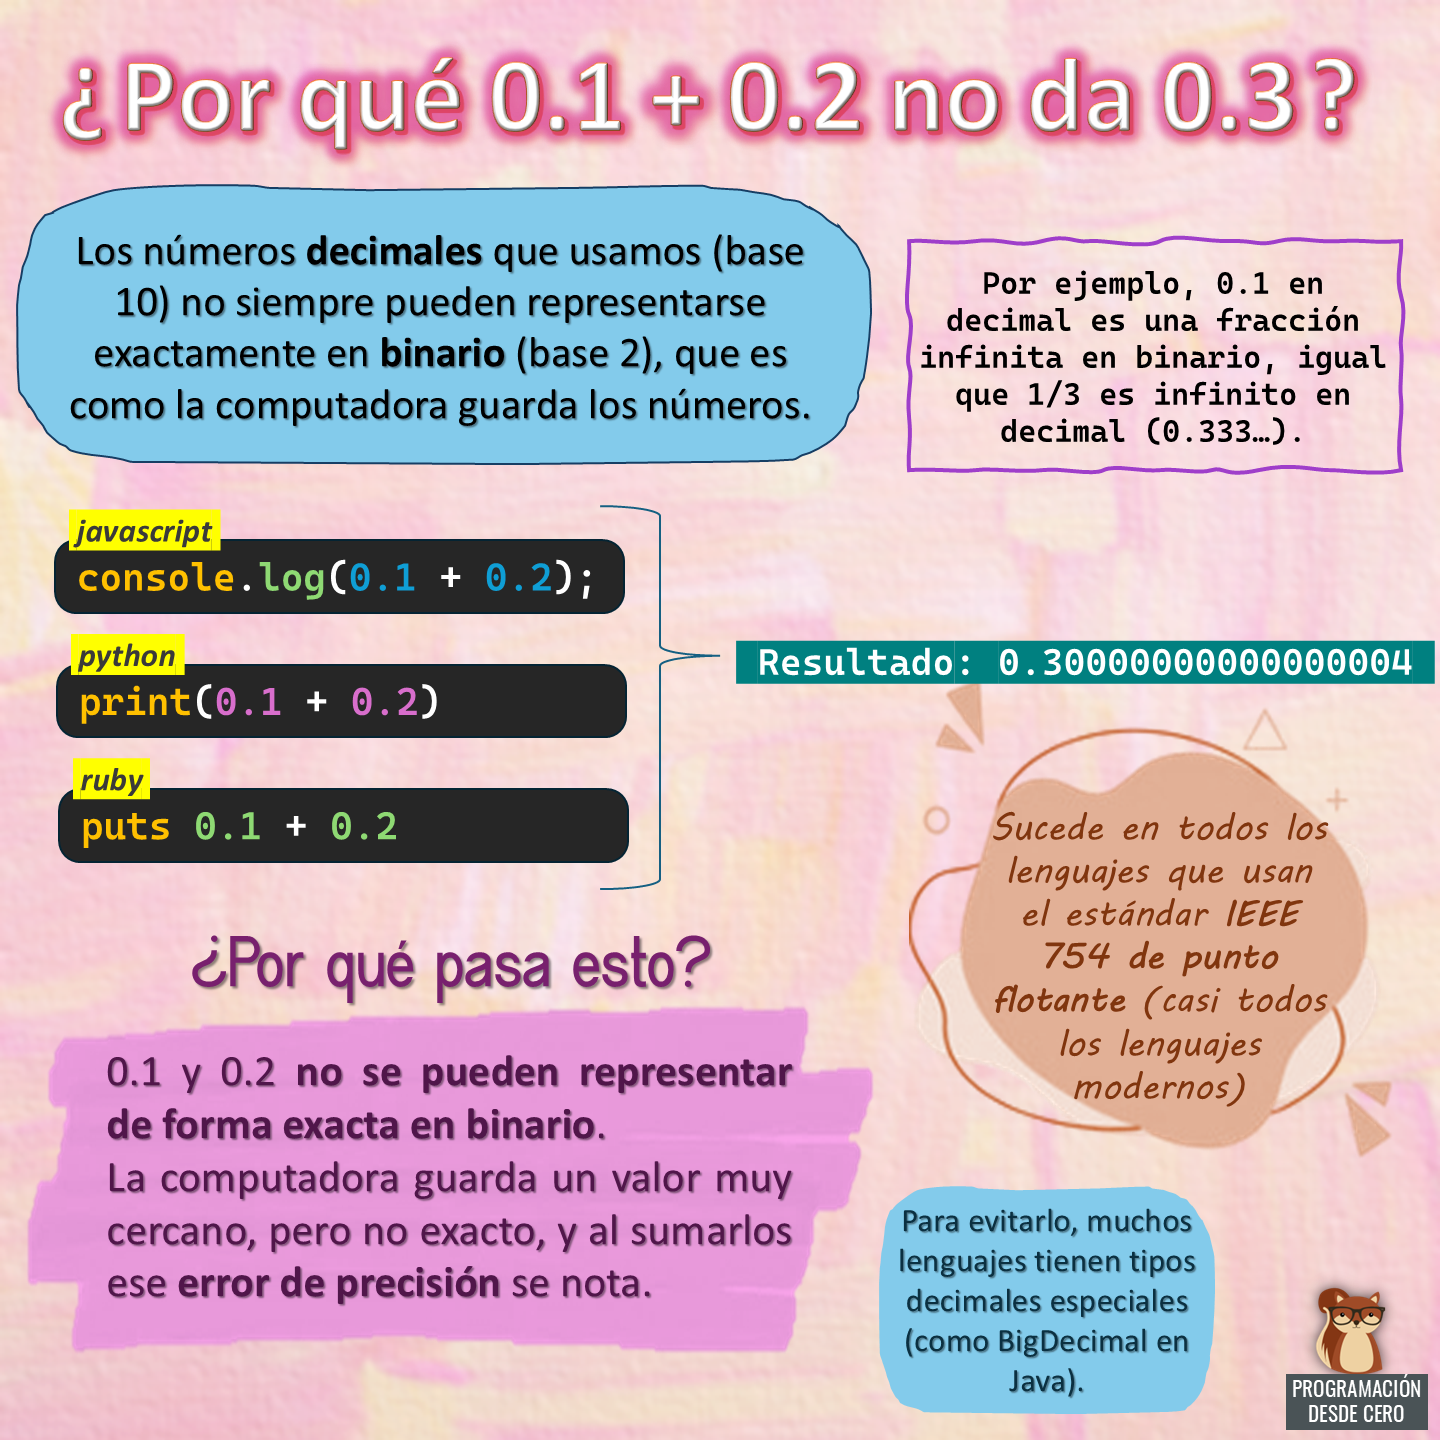 ¿Por qué 0.1 + 0.2 no da 0.3?
Los números decimales que usamos (base
10) no siempre pueden representarse
exactamente en binario (base 2), que es
como la computadora guarda los números.
Por ejemplo, 0.1 en
decimal es una fracción
infinita en binario, igual
que 1/3 es infinito en
decimal (0.333…).
javascript
console.log(0.1 + 0.2);
python
print(0.1 + 0.2)
ruby
puts 0.1 + 0.2
Resultado: 0.30000000000000004
Sucede en todos los
lenguajes que usan
el estándar IEEE
754 de punto
flotante (casi todos
los lenguajes
modernos)
¿Por qué pasa esto?
0.1 y 0.2 no se pueden representar
de forma exacta en binario.
La computadora guarda un valor muy
cercano, pero no exacto, y al sumarlos
ese error de precisión se nota.
Para evitarlo, muchos
lenguajes tienen tipos
decimales especiales
(como BigDecimal en
Java).
PROGRAMACIÓN
DESDE CERO